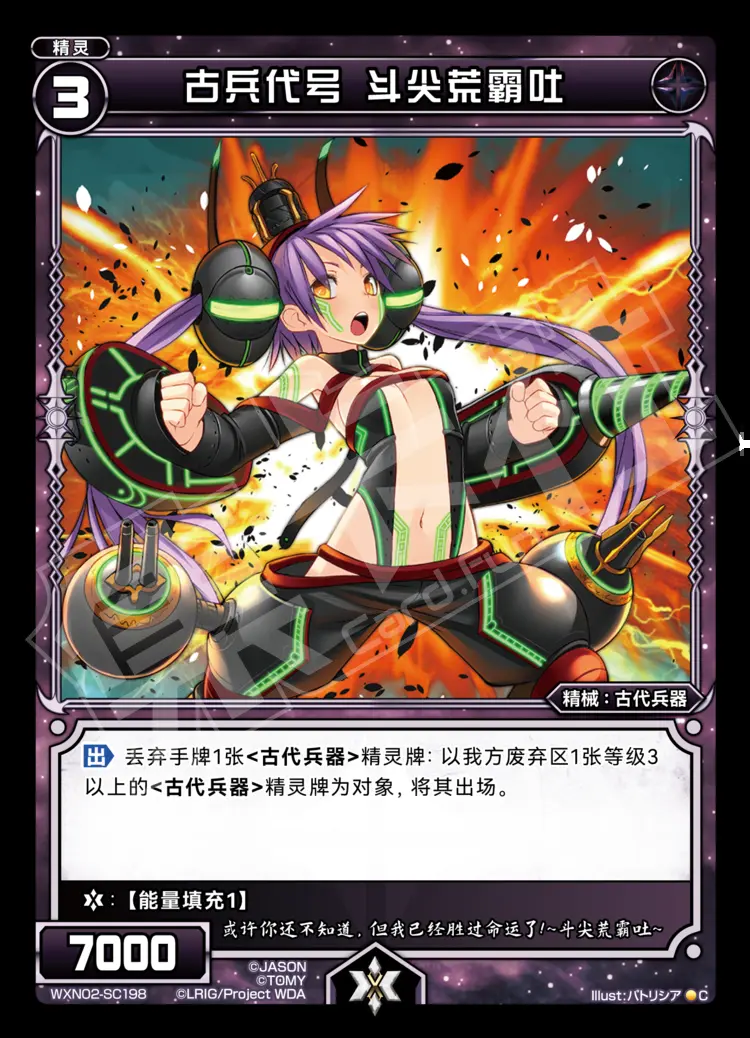 精灵
3
古兵代号 斗尖荒霸吐
精械：古代兵器
出 丢弃手牌1张<古代兵器>精灵牌：以我方废弃区1张等级3
以上的<古代兵器>精灵牌为对象，将其出场。
：【能量填充1】
或许你还不知道，但我已经胜过命运了!~斗尖荒霸吐~
7000
©JASON
©TOMY
WXN02-SC198 ©LRIG/Project WDA
Illust:パトリシア C